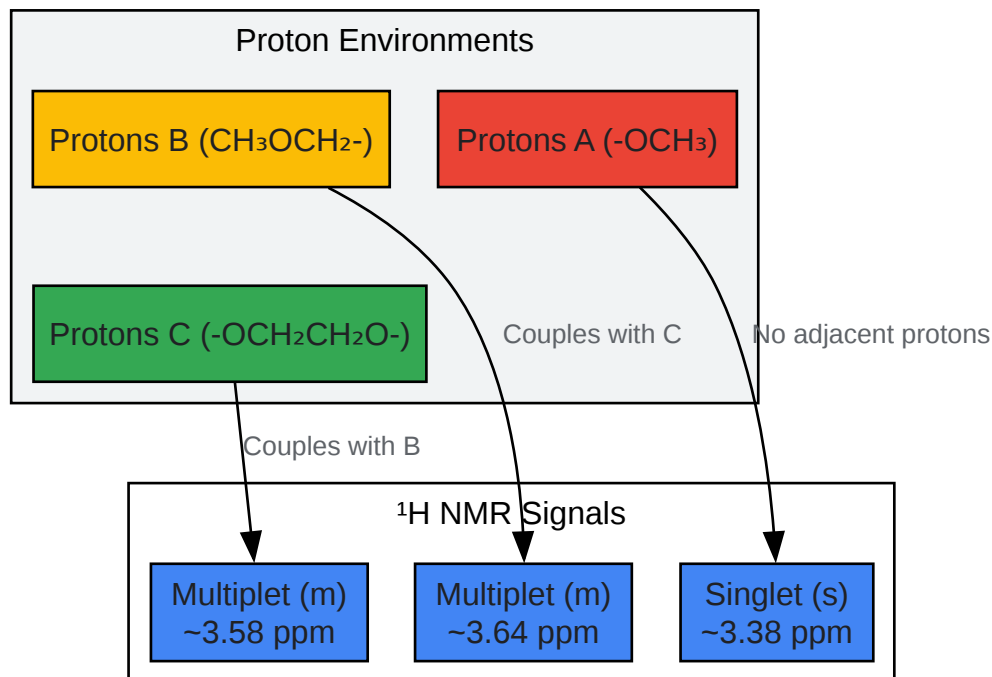 Proton Environments
Protons B (CH₃OCH₂-)
Protons A (-OCH₃)
Protons C (-OCH₂CH₂O-)
Couples with C
No adjacent protons
Couples with B
¹H NMR Signals
Multiplet (m)
~3.58 ppm
Multiplet (m)
~3.64 ppm
Singlet (s)
~3.38 ppm